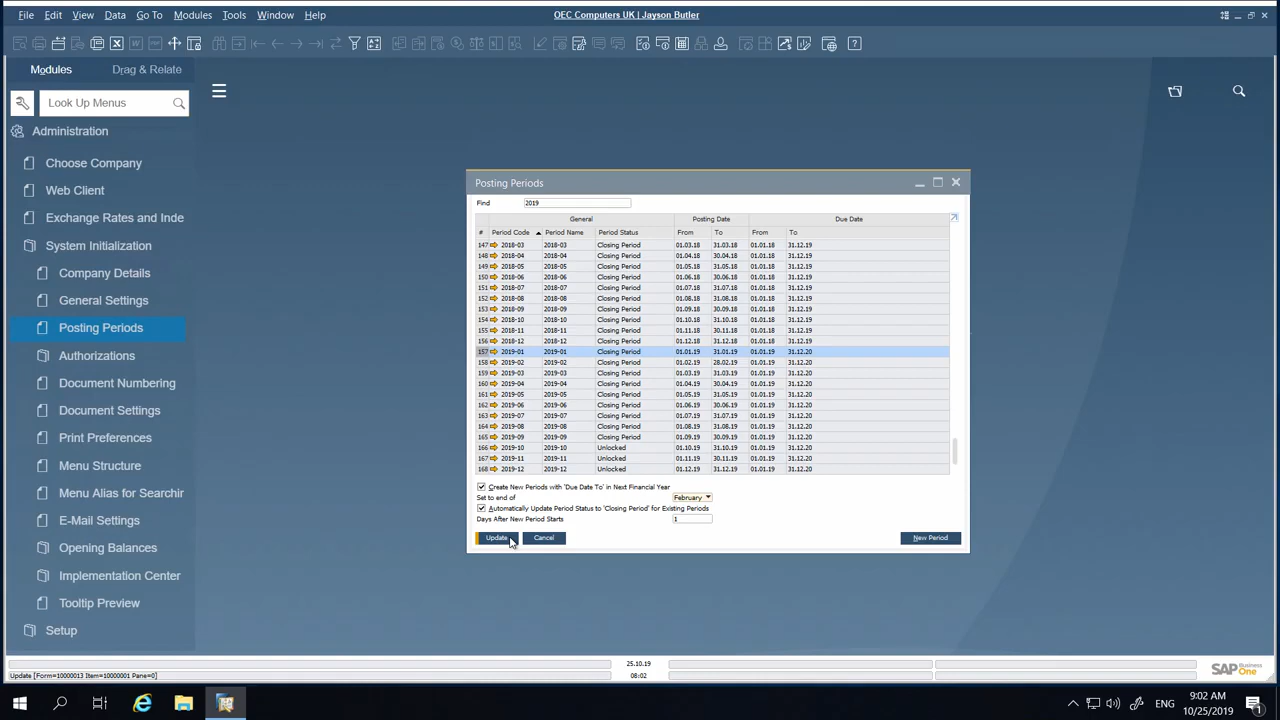 File Edit View Data Go To Modules Tools Window Help
OEC Computers UK | Jayson Butler
Modules Drag & Relate
Look Up Menus
Administration
Choose Company
Web Client
Exchange Rates and Inde
System Initialization
Company Details
General Settings
Posting Periods
Authorizations
Document Numbering
Document Settings
Print Preferences
Menu Structure
Menu Alias for Searchir
E-Mail Settings
Opening Balances
Implementation Center
Tooltip Preview
Setup
Posting Periods
Find 2019
General Posting Date Due Date
# Period Code Period Name Period Status From To From To
147 2018-03 2018-03 Closing Period 01.03.18 31.03.18 01.01.18 31.12.19
148 2018-04 2018-04 Closing Period 01.04.18 30.04.18 01.01.18 31.12.19
149 2018-05 2018-05 Closing Period 01.05.18 31.05.18 01.01.18 31.12.19
150 2018-06 2018-06 Closing Period 01.06.18 30.06.18 01.01.18 31.12.19
151 2018-07 2018-07 Closing Period 01.07.18 31.07.18 01.01.18 31.12.19
152 2018-08 2018-08 Closing Period 01.08.18 31.08.18 01.01.18 31.12.19
153 2018-09 2018-09 Closing Period 01.09.18 30.09.18 01.01.18 31.12.19
154 2018-10 2018-10 Closing Period 01.10.18 31.10.18 01.01.18 31.12.19
155 2018-11 2018-11 Closing Period 01.11.18 30.11.18 01.01.18 31.12.19
156 2018-12 2018-12 Closing Period 01.12.18 31.12.18 01.01.18 31.12.19
157 2019-01 2019-01 Closing Period 01.01.19 31.01.19 01.01.19 31.12.20
158 2019-02 2019-02 Closing Period 01.02.19 28.02.19 01.01.19 31.12.20
159 2019-03 2019-03 Closing Period 01.03.19 31.03.19 01.01.19 31.12.20
160 2019-04 2019-04 Closing Period 01.04.19 30.04.19 01.01.19 31.12.20
161 2019-05 2019-05 Closing Period 01.05.19 31.05.19 01.01.19 31.12.20
162 2019-06 2019-06 Closing Period 01.06.19 30.06.19 01.01.19 31.12.20
163 2019-07 2019-07 Closing Period 01.07.19 31.07.19 01.01.19 31.12.20
164 2019-08 2019-08 Closing Period 01.08.19 31.08.19 01.01.19 31.12.20
165 2019-09 2019-09 Closing Period 01.09.19 30.09.19 01.01.19 31.12.20
166 2019-10 2019-10 Unlocked 01.10.19 31.10.19 01.01.19 31.12.20
167 2019-11 2019-11 Unlocked 01.11.19 30.11.19 01.01.19 31.12.20
168 2019-12 2019-12 Unlocked 01.12.19 31.12.19 01.01.19 31.12.20
Create New Periods with 'Due Date To' in Next Financial Year
Set to end of February
Automatically Update Period Status to 'Closing Period' for Existing Periods
Days After New Period Starts 1
Update Cancel New Period
25.10.19
Update [Form=10000013 Item=10000001 Pane=0] 08:02
SAP Business One
ENG
9:02 AM
10/25/2019
1